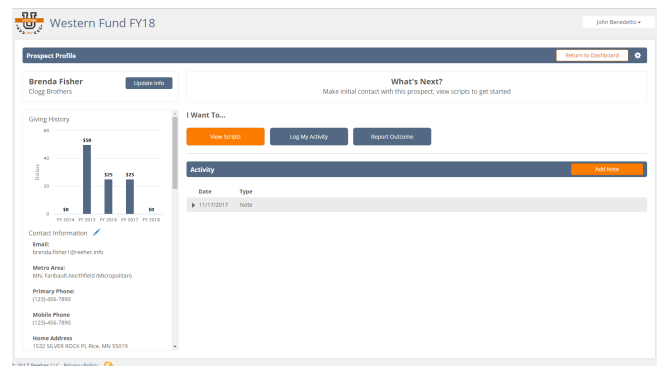 Western Fund FY18
John Benedetto
Prospect Profile
Return to Dashboard
Brenda Fisher
Update Info
Clogg Brothers
What's Next?
Make initial contact with this prospect; view scripts to get started
Giving History
60
40
20
0
Dollars
$0
$50
$25
$25
$0
FY 2014 FY 2015 FY 2016 FY 2017 FY 2018
Contact Information
Email:
brenda.fisher1@reeher.info
Metro Area:
MN, Faribault-Northfield (Micropolitan)
Primary Phone:
(123)-456-7890
Mobile Phone
(123)-456-7890
Home Address
1532 SILVER ROCK PL Rice, MN 55019
I Want To...
View Scripts
Log My Activity
Report Outcome
Activity
Add Note
Date Type
11/17/2017 Note
© 2017 Reeher LLC Privacy Policy